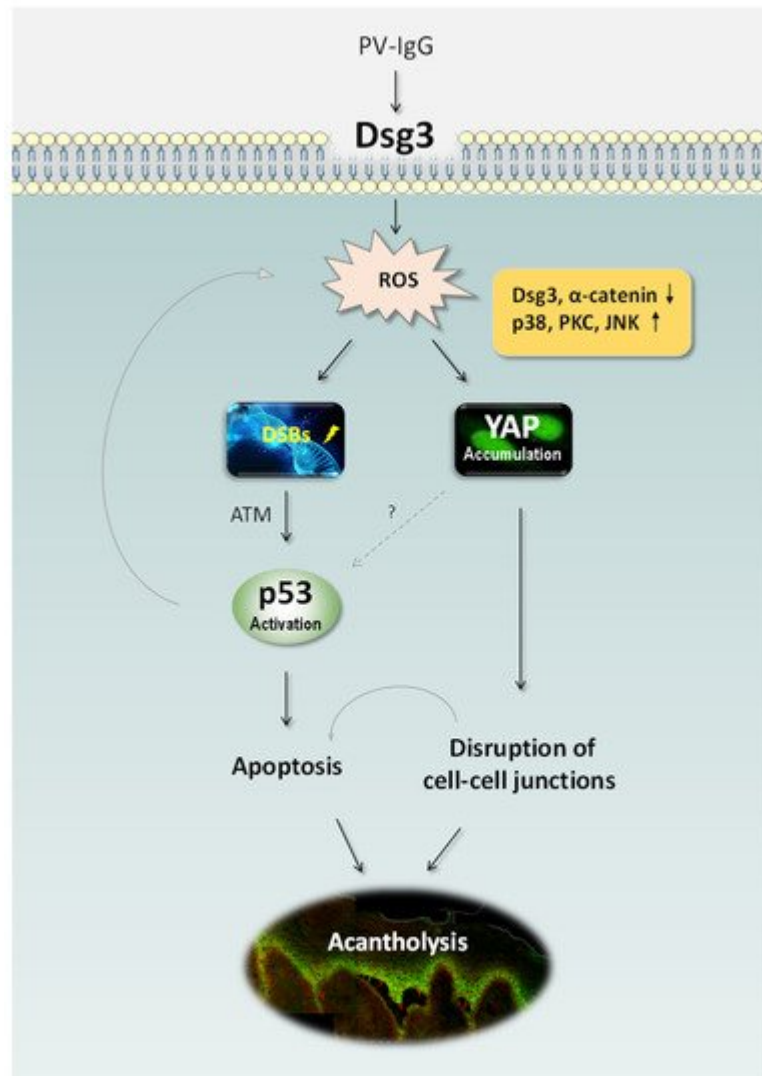 PV-IgG
Dsg3
ROS
Dsg3, α-catenin ↓
p38, PKC, JNK ↑
DSBs
YAP
Accumulation
ATM
?
p53
Activation
Apoptosis
Disruption of
cell-cell junctions
Acantholysis